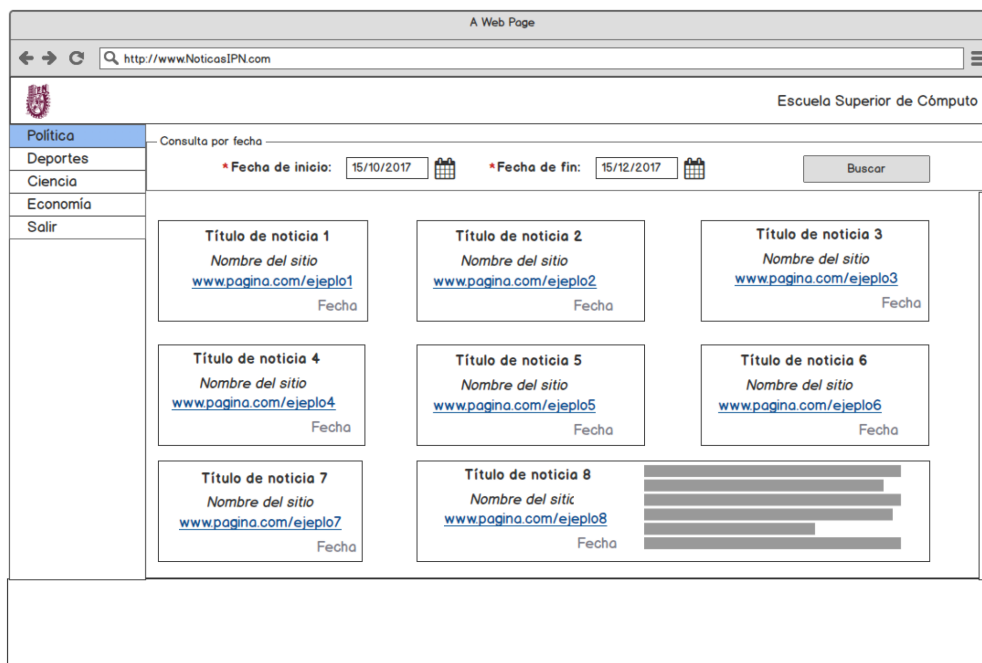 A Web Page
http://www.NoticasIPN.com
Escuela Superior de Cómputo
Política
Deportes
Ciencia
Economía
Salir
Consulta por fecha
*Fecha de inicio: 15/10/2017 *Fecha de fin: 15/12/2017 Buscar
Título de noticia 1
Nombre del sitio
www.pagina.com/ejeplo1
Fecha
Título de noticia 2
Nombre del sitio
www.pagina.com/ejeplo2
Fecha
Título de noticia 3
Nombre del sitio
www.pagina.com/ejeplo3
Fecha
Título de noticia 4
Nombre del sitio
www.pagina.com/ejeplo4
Fecha
Título de noticia 5
Nombre del sitio
www.pagina.com/ejeplo5
Fecha
Título de noticia 6
Nombre del sitio
www.pagina.com/ejeplo6
Fecha
Título de noticia 7
Nombre del sitio
www.pagina.com/ejeplo7
Fecha
Título de noticia 8
Nombre del sitio
www.pagina.com/ejeplo8
Fecha